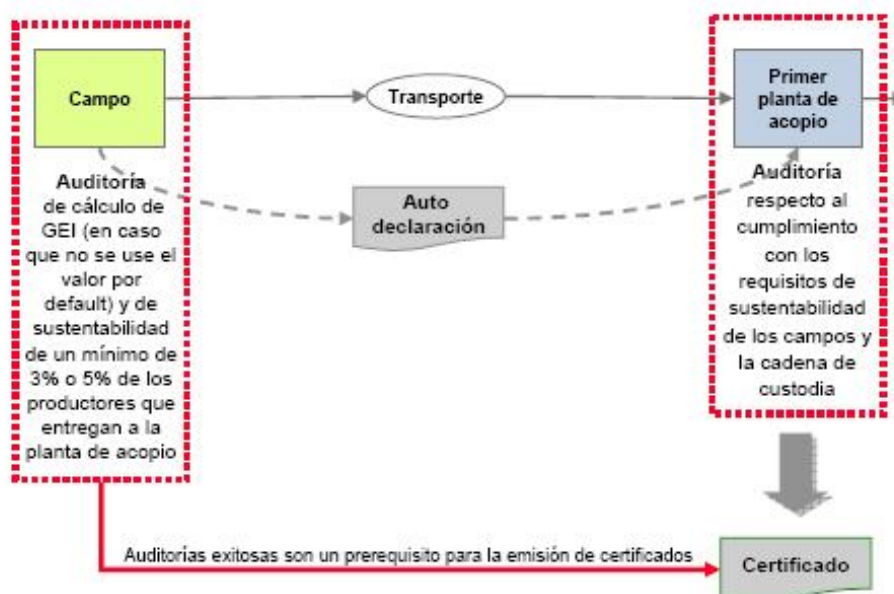 Campo
Transporte
Primer
planta de
acopio
Auto
declaración
Auditoría
de cálculo de
GEI (en caso
que no se use el
valor por
default) y de
sustentabilidad
de un mínimo de
3% o 5% de los
productores que
entregan a la
planta de acopio
Auditoría
respecto al
cumplimiento
con los
requisitos de
sustentabilidad
de los campos y
la cadena de
custodia
Auditorías exitosas son un prerequisito para la emisión de certificados
Certificado